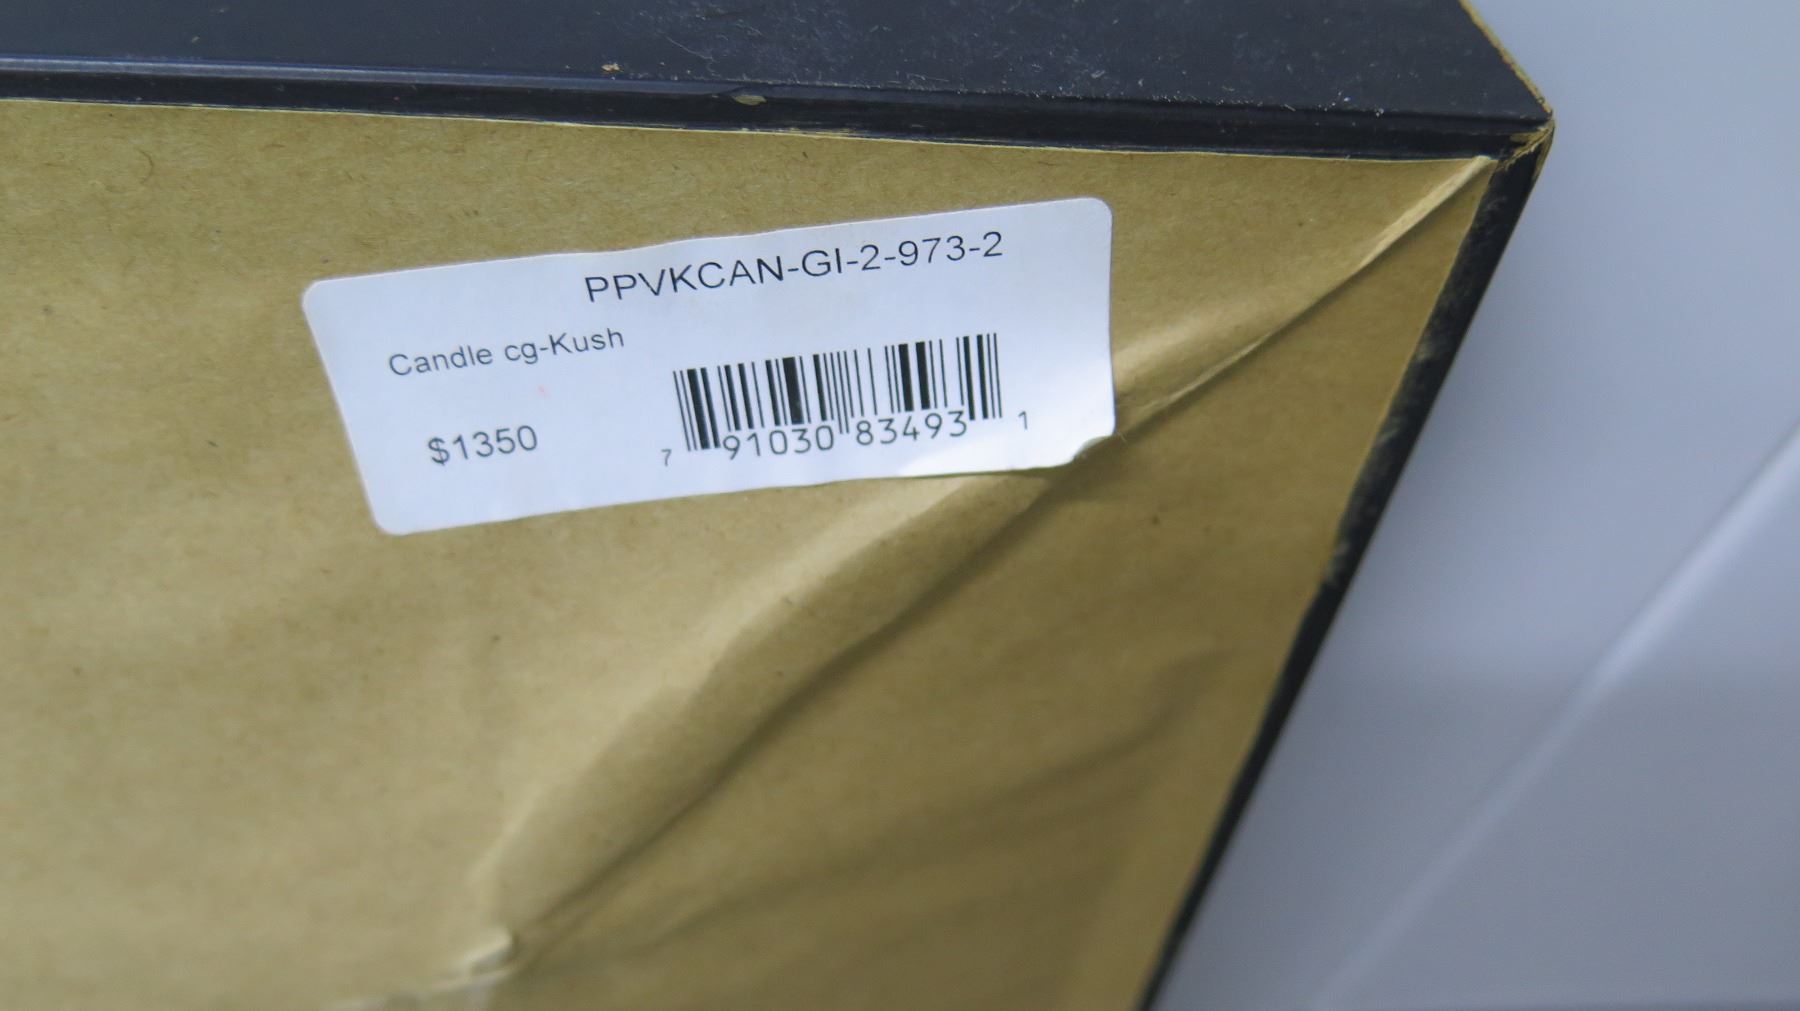 PPVKCAN-GI-2-973-2
Candle cg-Kush
$1350
7 91030 83493 1